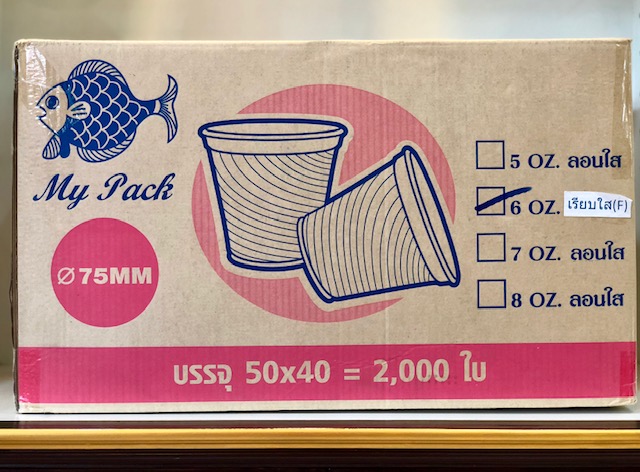 My Pack
Ø 75MM
5 OZ. ลอนใส
6 OZ. เรียบใส(F)
7 OZ. ลอนใส
8 OZ. ลอนใส
บรรจุ 50x40 = 2,000 ใบ